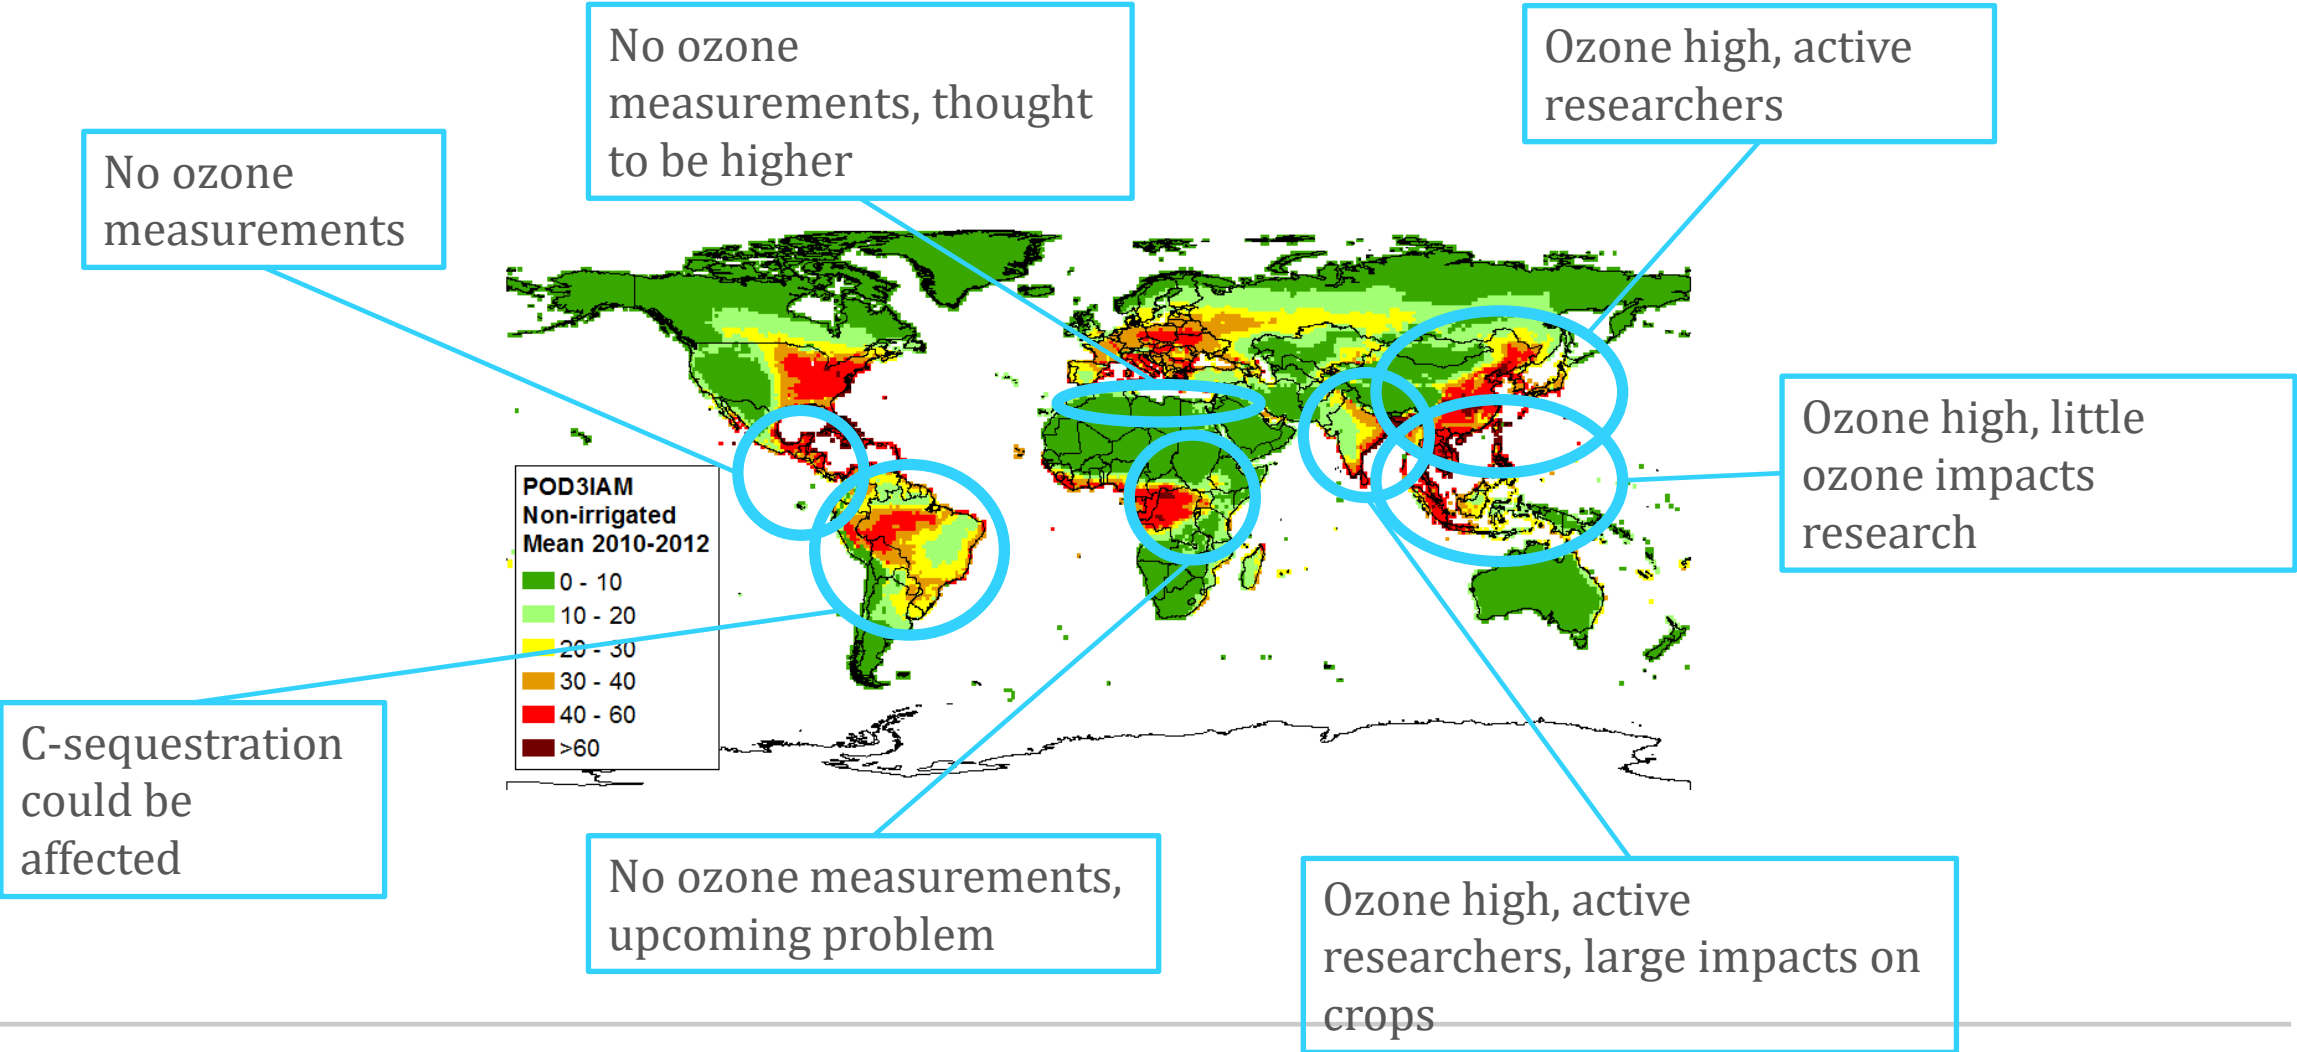 No ozone
measurements, thought
to be higher
Ozone high, active
researchers
No ozone
measurements
Ozone high, little
ozone impacts
research
POD3IAM
Non-irrigated
Mean 2010-2012
0 - 10
10 - 20
20 - 30
30 - 40
40 - 60
>60
C-sequestration
could be
affected
No ozone measurements,
upcoming problem
Ozone high, active
researchers, large impacts on
crops